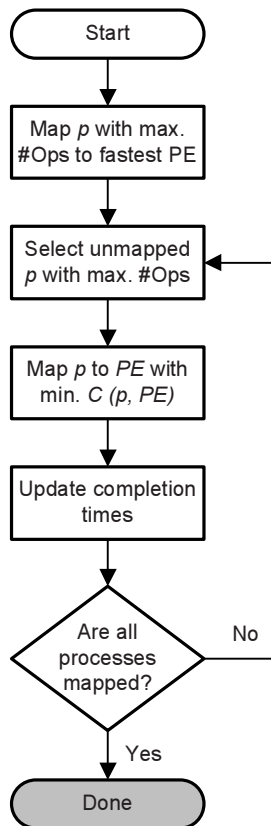 Start
Map p with max.
#Ops to fastest PE
Select unmapped
p with max. #Ops
Map p to PE with
min. C (p, PE)
Update completion
times
Are all
processes
mapped?
No
Yes
Done